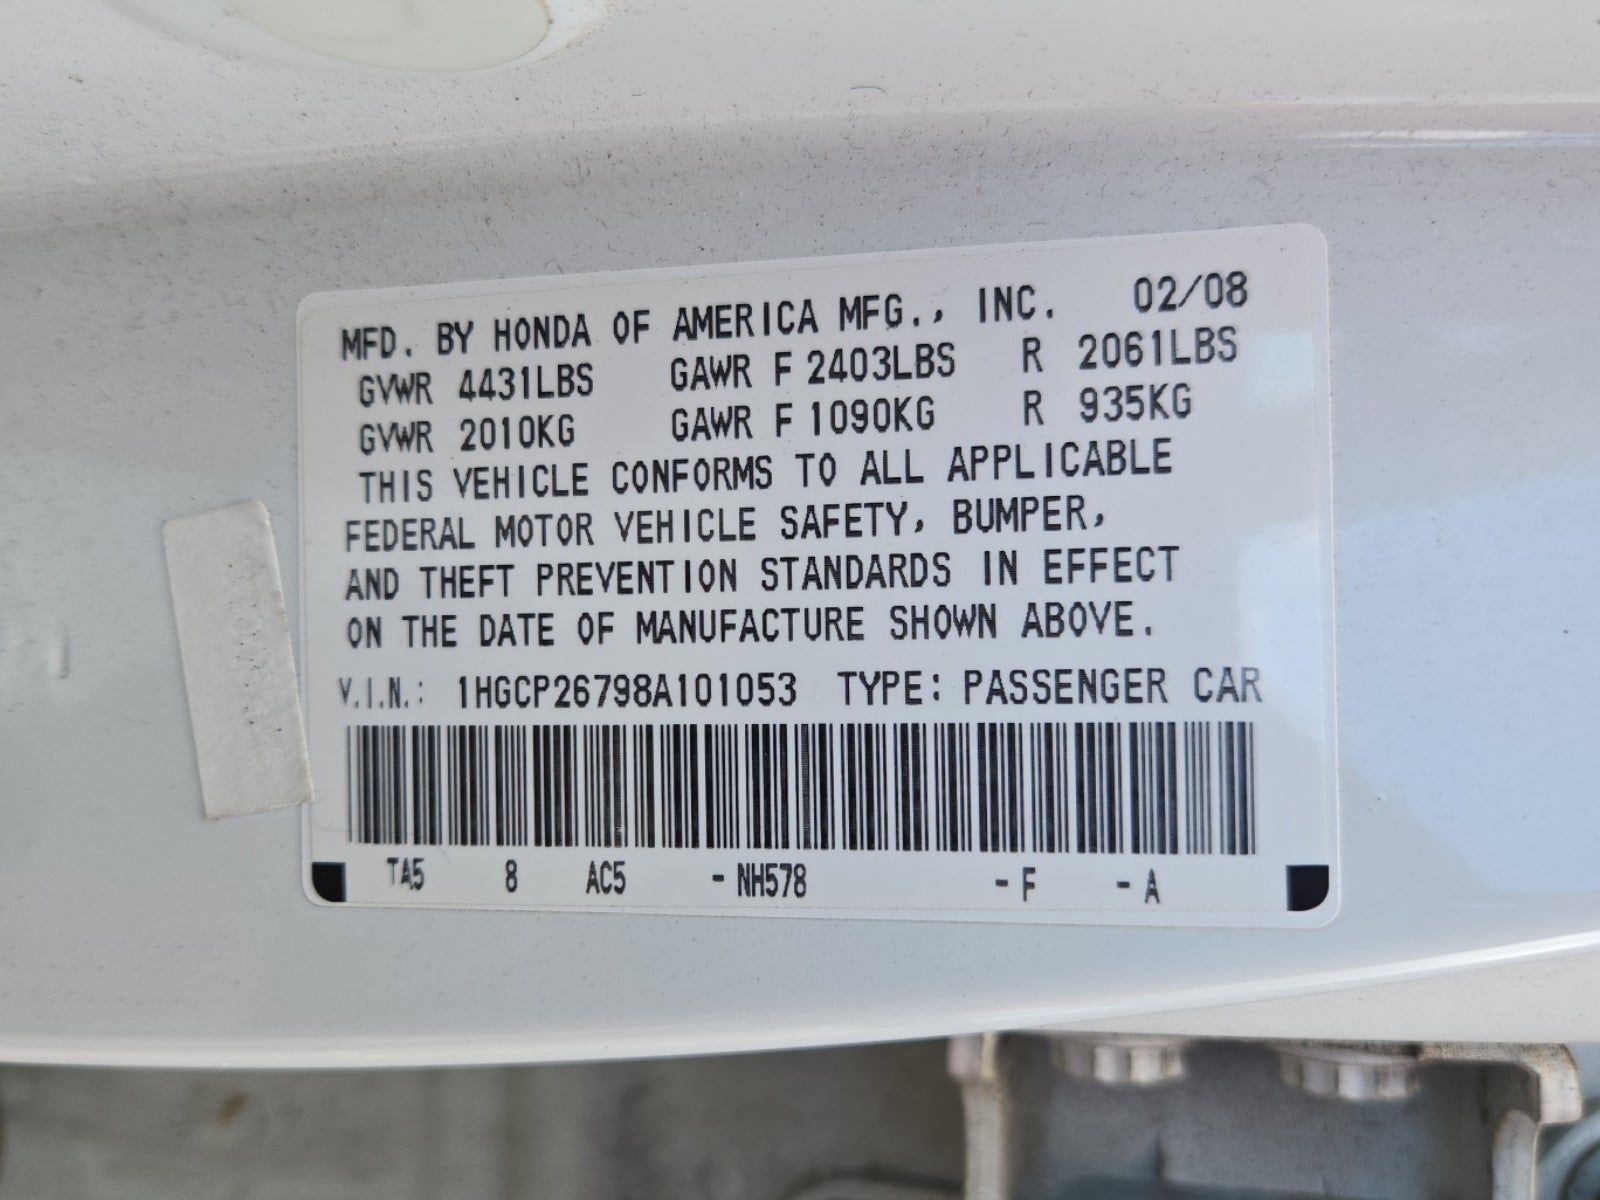 MFD. BY HONDA OF AMERICA MFG., INC. 02/08
GVWR 4431LBS GAWR F 2403LBS R 2061LBS
GVWR 2010KG GAWR F 1090KG R 935KG
THIS VEHICLE CONFORMS TO ALL APPLICABLE
FEDERAL MOTOR VEHICLE SAFETY, BUMPER,
AND THEFT PREVENTION STANDARDS IN EFFECT
ON THE DATE OF MANUFACTURE SHOWN ABOVE.
V.I.N.: 1HGCP26798A101053 TYPE: PASSENGER CAR
TA5 8 AC5 - NH578 - F - A